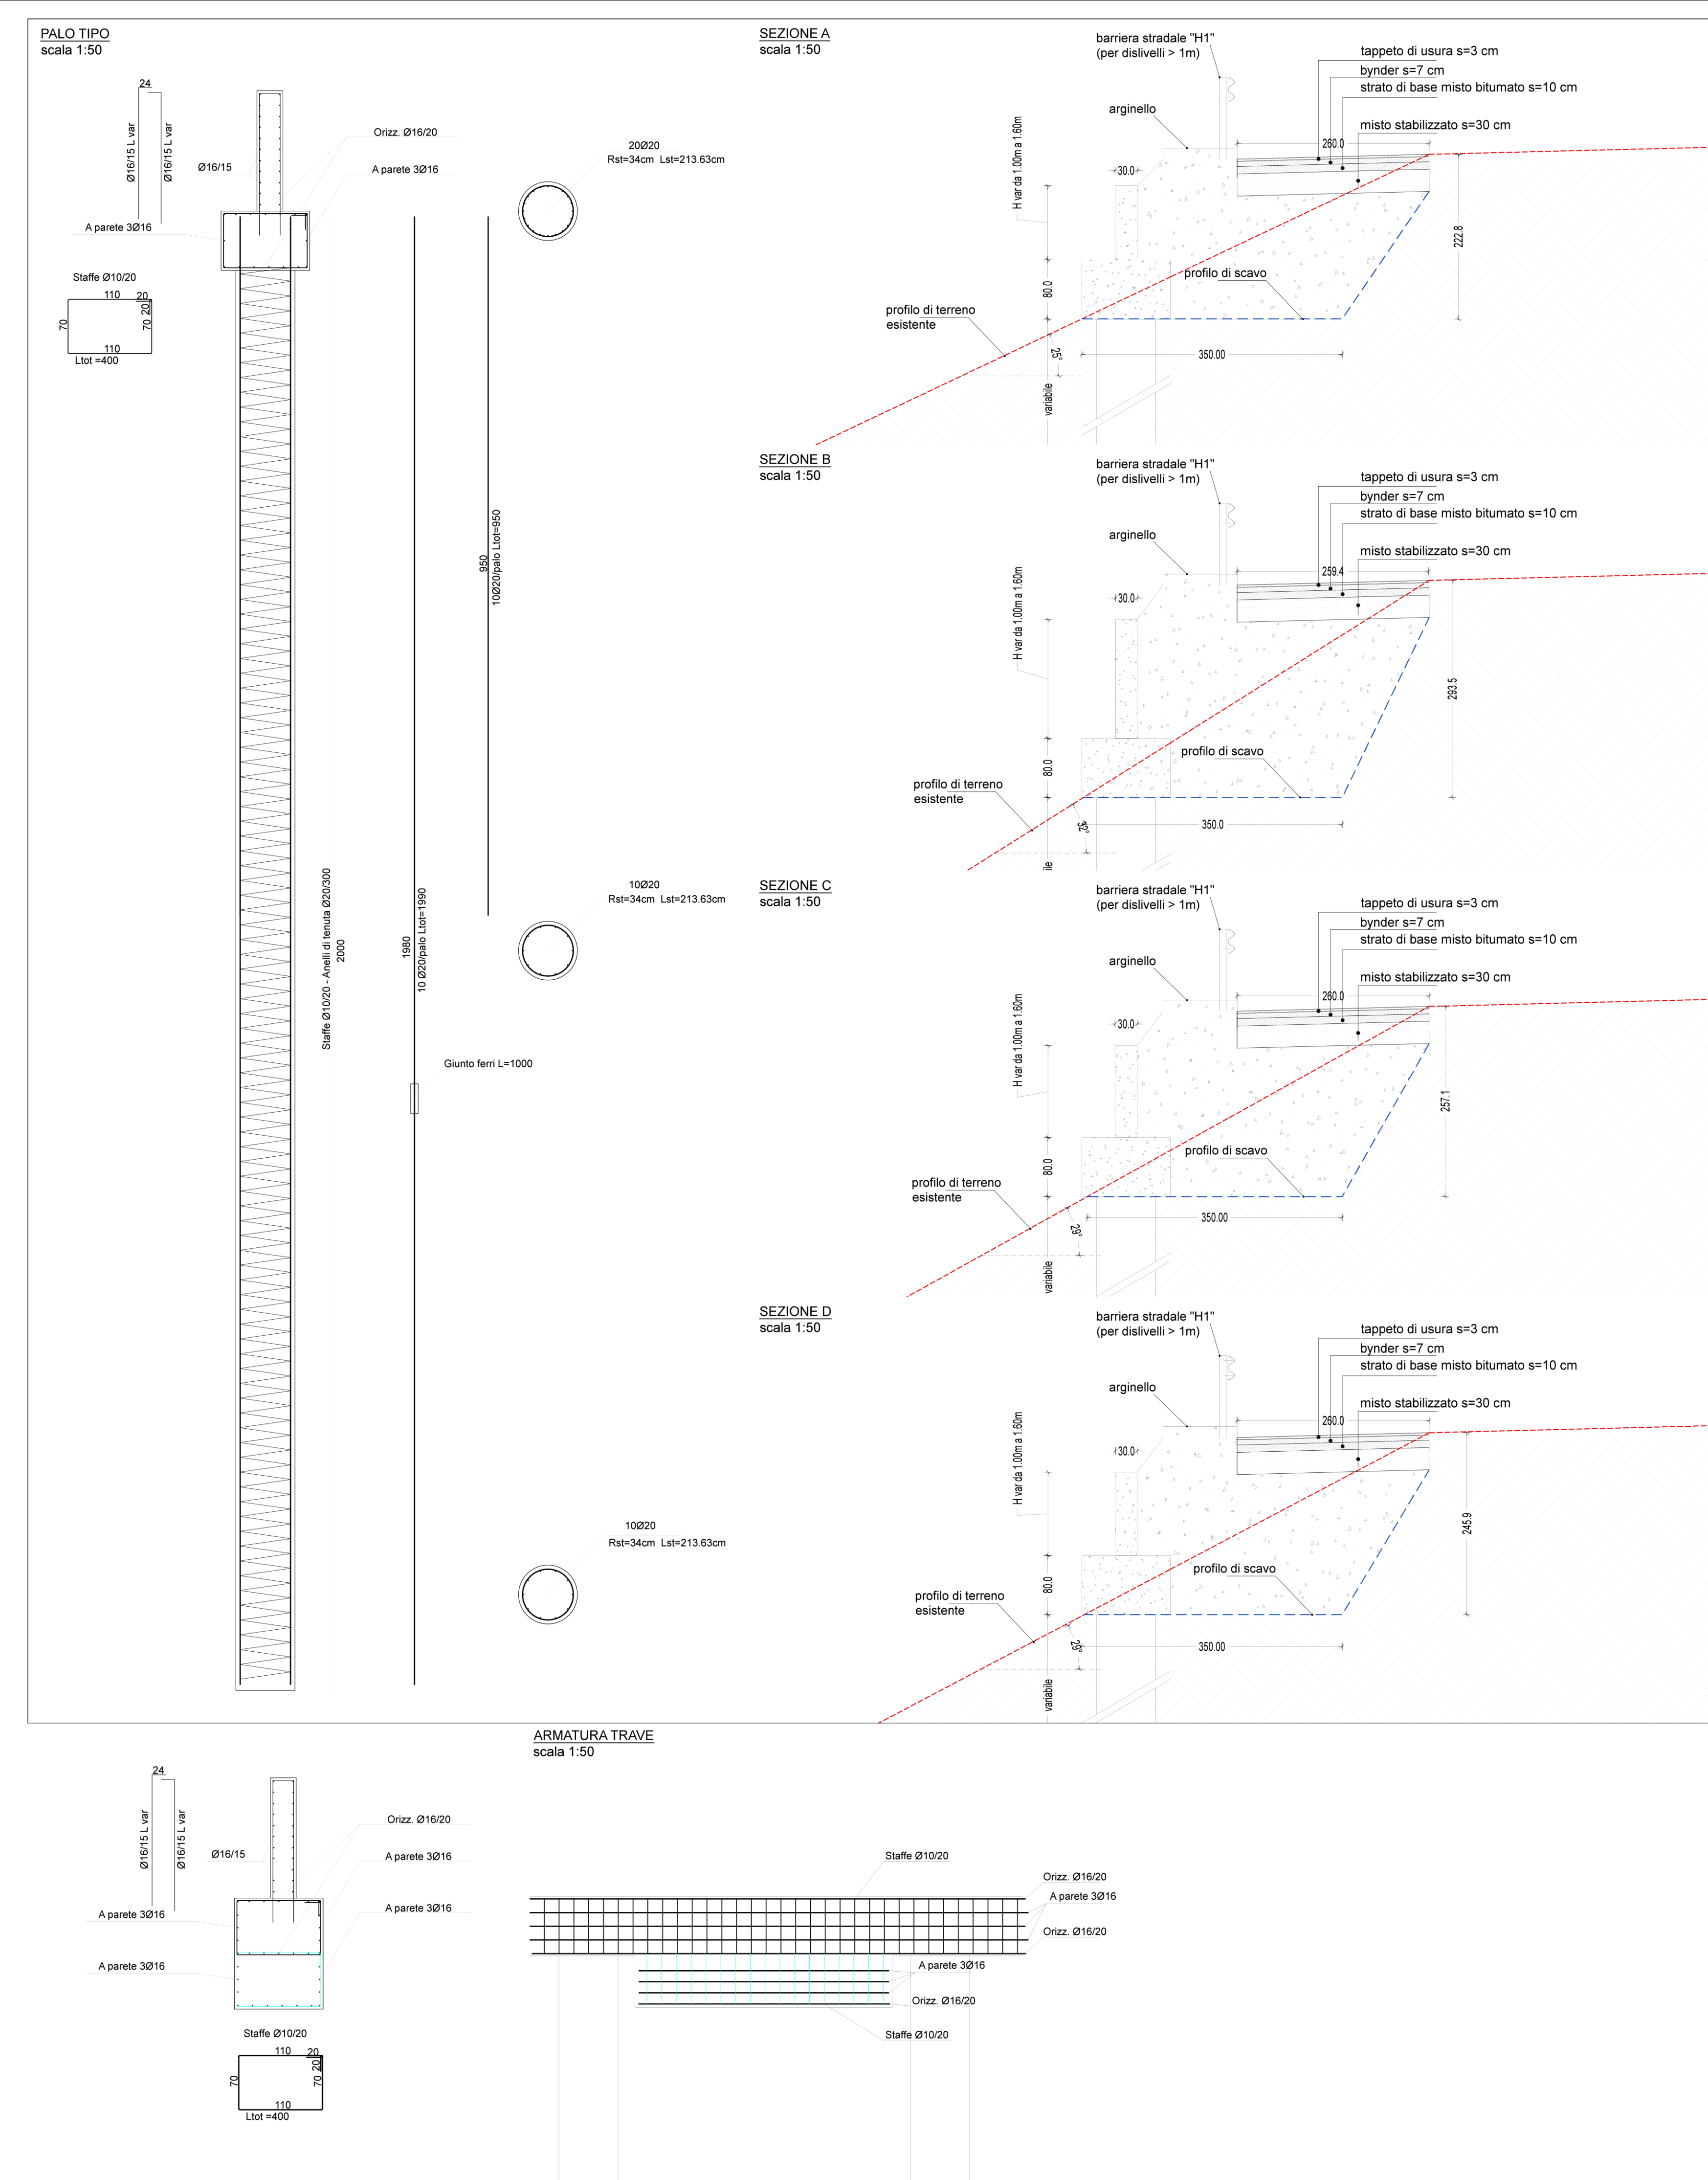 PALO TIPO
scala 1:50
24
Ø16/15 L var
Ø16/15 L var
Ø16/15
Orizz. Ø16/20
A parete 3Ø16
A parete 3Ø16
Staffe Ø10/20
110
20
20
70
70
110
Ltot =400
20Ø20
Rst=34cm Lst=213.63cm
950
10Ø20/palo Ltot=950
Staffe Ø10/20 - Anelli di tenuta Ø20/300
2000
1980
10 Ø20/palo Ltot=1990
10Ø20
Rst=34cm Lst=213.63cm
Giunto ferri L=1000
10Ø20
Rst=34cm Lst=213.63cm
SEZIONE A
scala 1:50
barriera stradale "H1"
(per dislivelli > 1m)
tappeto di usura s=3 cm
bynder s=7 cm
strato di base misto bitumato s=10 cm
misto stabilizzato s=30 cm
arginello
260.0
30.0
H var da 1.00m a 1.60m
222.8
profilo di scavo
80.0
profilo di terreno
esistente
350.00
25°
variabile
SEZIONE B
scala 1:50
barriera stradale "H1"
(per dislivelli > 1m)
tappeto di usura s=3 cm
bynder s=7 cm
strato di base misto bitumato s=10 cm
misto stabilizzato s=30 cm
arginello
259.4
30.0
H var da 1.00m a 1.60m
293.5
profilo di scavo
80.0
profilo di terreno
esistente
350.0
32°
ile
SEZIONE C
scala 1:50
barriera stradale "H1"
(per dislivelli > 1m)
tappeto di usura s=3 cm
bynder s=7 cm
strato di base misto bitumato s=10 cm
misto stabilizzato s=30 cm
arginello
260.0
30.0
H var da 1.00m a 1.60m
257.1
profilo di scavo
80.0
profilo di terreno
esistente
350.00
29°
variabile
SEZIONE D
scala 1:50
barriera stradale "H1"
(per dislivelli > 1m)
tappeto di usura s=3 cm
bynder s=7 cm
strato di base misto bitumato s=10 cm
misto stabilizzato s=30 cm
arginello
260.0
30.0
H var da 1.00m a 1.60m
245.9
profilo di scavo
80.0
profilo di terreno
esistente
350.00
29°
variabile
ARMATURA TRAVE
scala 1:50
24
Ø16/15 L var
Ø16/15 L var
Ø16/15
Orizz. Ø16/20
A parete 3Ø16
A parete 3Ø16
A parete 3Ø16
A parete 3Ø16
Staffe Ø10/20
110
20
20
70
70
110
Ltot =400
Staffe Ø10/20
Orizz. Ø16/20
A parete 3Ø16
Orizz. Ø16/20
A parete 3Ø16
Orizz. Ø16/20
Staffe Ø10/20